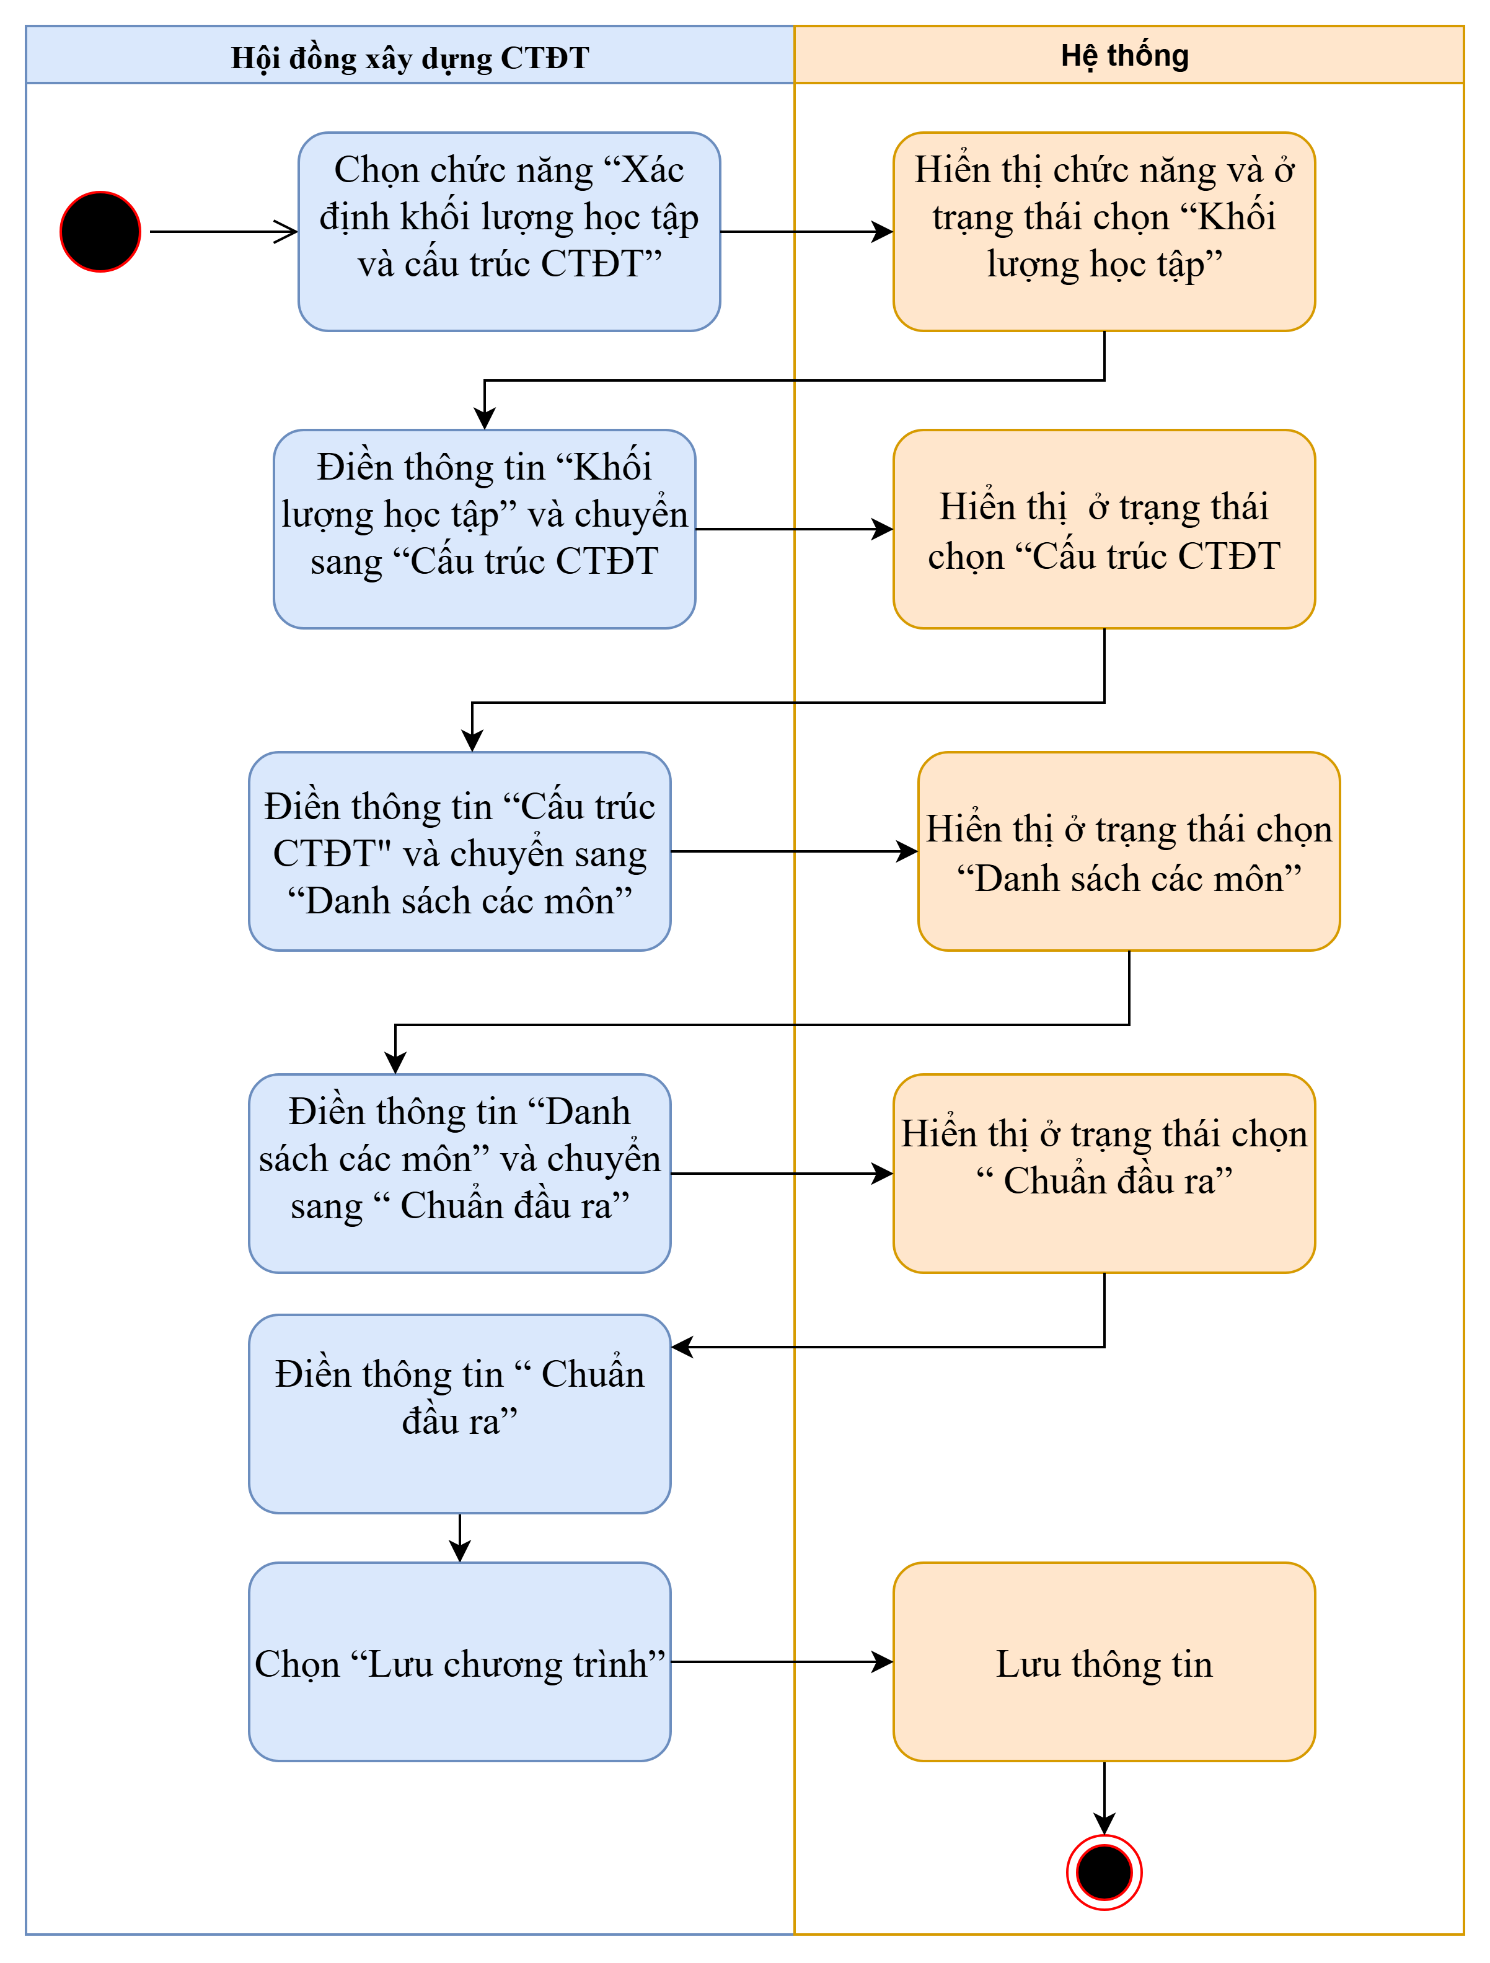 Hội đồng xây dựng CTĐT
Hệ thống
Chọn chức năng “Xác
định khối lượng học tập
và cấu trúc CTĐT”
Hiển thị chức năng và ở
trạng thái chọn “Khối
lượng học tập”
Điền thông tin “Khối
lượng học tập” và chuyển
sang “Cấu trúc CTĐT
Hiển thị  ở trạng thái
chọn “Cấu trúc CTĐT
Điền thông tin “Cấu trúc
CTĐT" và chuyển sang
“Danh sách các môn”
Hiển thị ở trạng thái chọn
“Danh sách các môn”
Điền thông tin “Danh
sách các môn” và chuyển
sang “ Chuẩn đầu ra”
Hiển thị ở trạng thái chọn
“ Chuẩn đầu ra”
Điền thông tin “ Chuẩn
đầu ra”
Chọn “Lưu chương trình”
Lưu thông tin